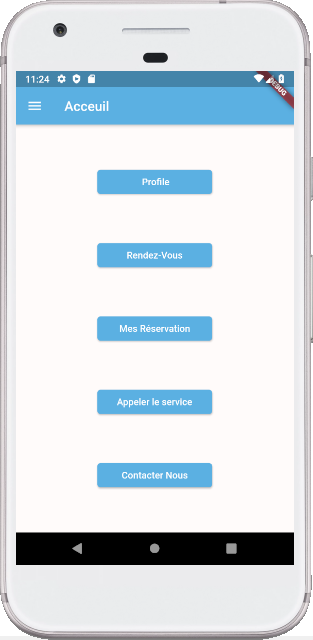 11:24
DEBUG
Acceuil
Profile
Rendez-Vous
Mes Réservation
Appeler le service
Contacter Nous